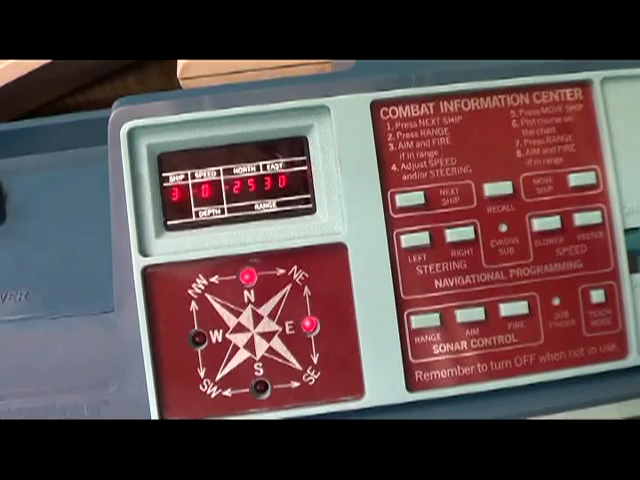 COMBAT INFORMATION CENTER
1. Press NEXT SHIP
2. Press RANGE
3. AIM and FIRE
if in range
4. Adjust SPEED
and/or STEERING
5. Press MOVE SHIP
6. Plot course on
the chart
7. Press RANGE
8. AIM and FIRE
if in range
SHIP SPEED NORTH EAST
3 0 2530
DEPTH RANGE
NEXT SHIP
RECALL
MOVE SHIP
LEFT RIGHT
STEERING
EVASIVE SUB
SLOWER FASTER
SPEED
NAVIGATIONAL PROGRAMMING
RANGE AIM FIRE
SONAR CONTROL
SUB FINDER
TEACH MODE
Remember to turn OFF when not in use.
NW N NE
W E
SW S SE